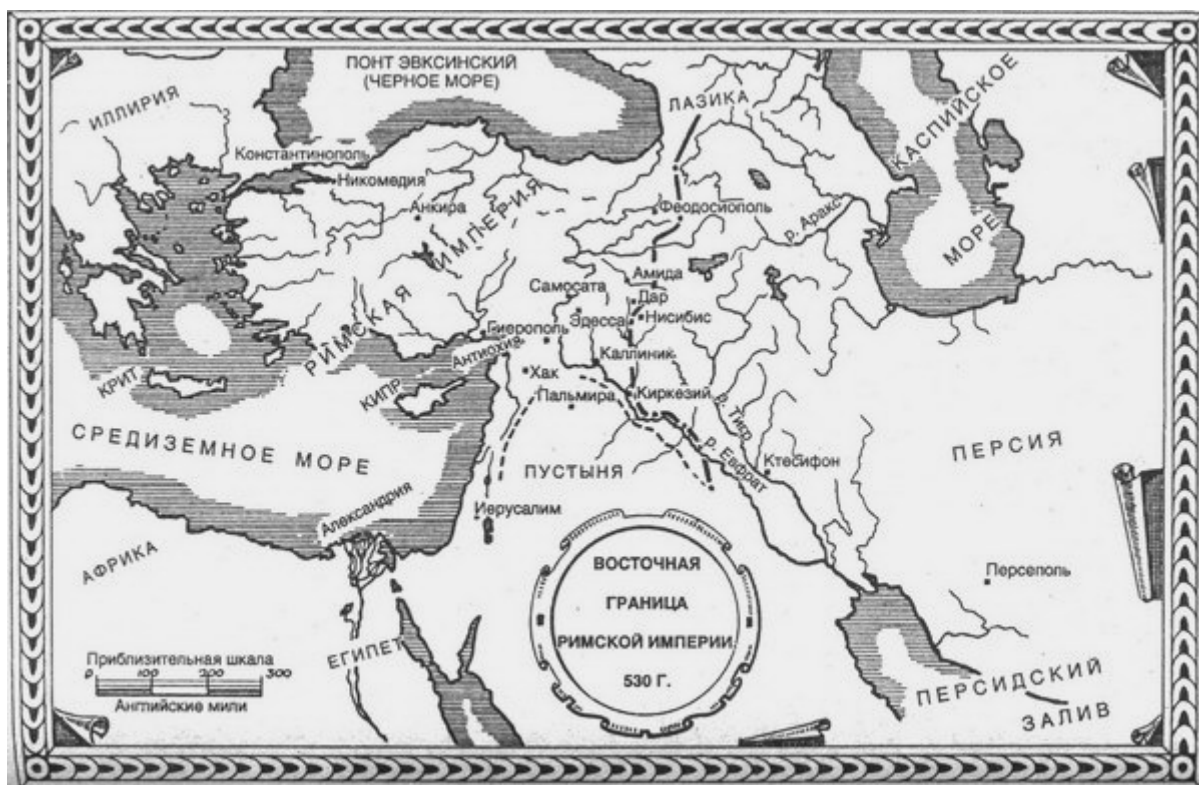 ПОНТ ЭВКСИНСКИЙ
(ЧЕРНОЕ МОРЕ)
ИЛЛИРИЯ
ЛАЗИКА
КАСПИЙСКОЕ
МОРЕ
Константинополь
Никомедия
Анкира
РИМСКАЯ ИМПЕРИЯ
Феодосиополь
р. Аракс
Амида
Самосата
Дар
Эдесса
Нисибис
Гиерополь
Антиохия
Каллиник
Хак
КРИТ
КИПР
Пальмира
Киркезий
р. Тигр
СРЕДИЗЕМНОЕ МОРЕ
ПУСТЫНЯ
р. Евфрат
Ктесифон
ПЕРСИЯ
Александрия
Иерусалим
АФРИКА
ВОСТОЧНАЯ
ГРАНИЦА
РИМСКОЙ ИМПЕРИИ
530 Г.
Персеполь
ЕГИПЕТ
Приблизительная шкала
0 100 200 300
Английские мили
ПЕРСИДСКИЙ
ЗАЛИВ